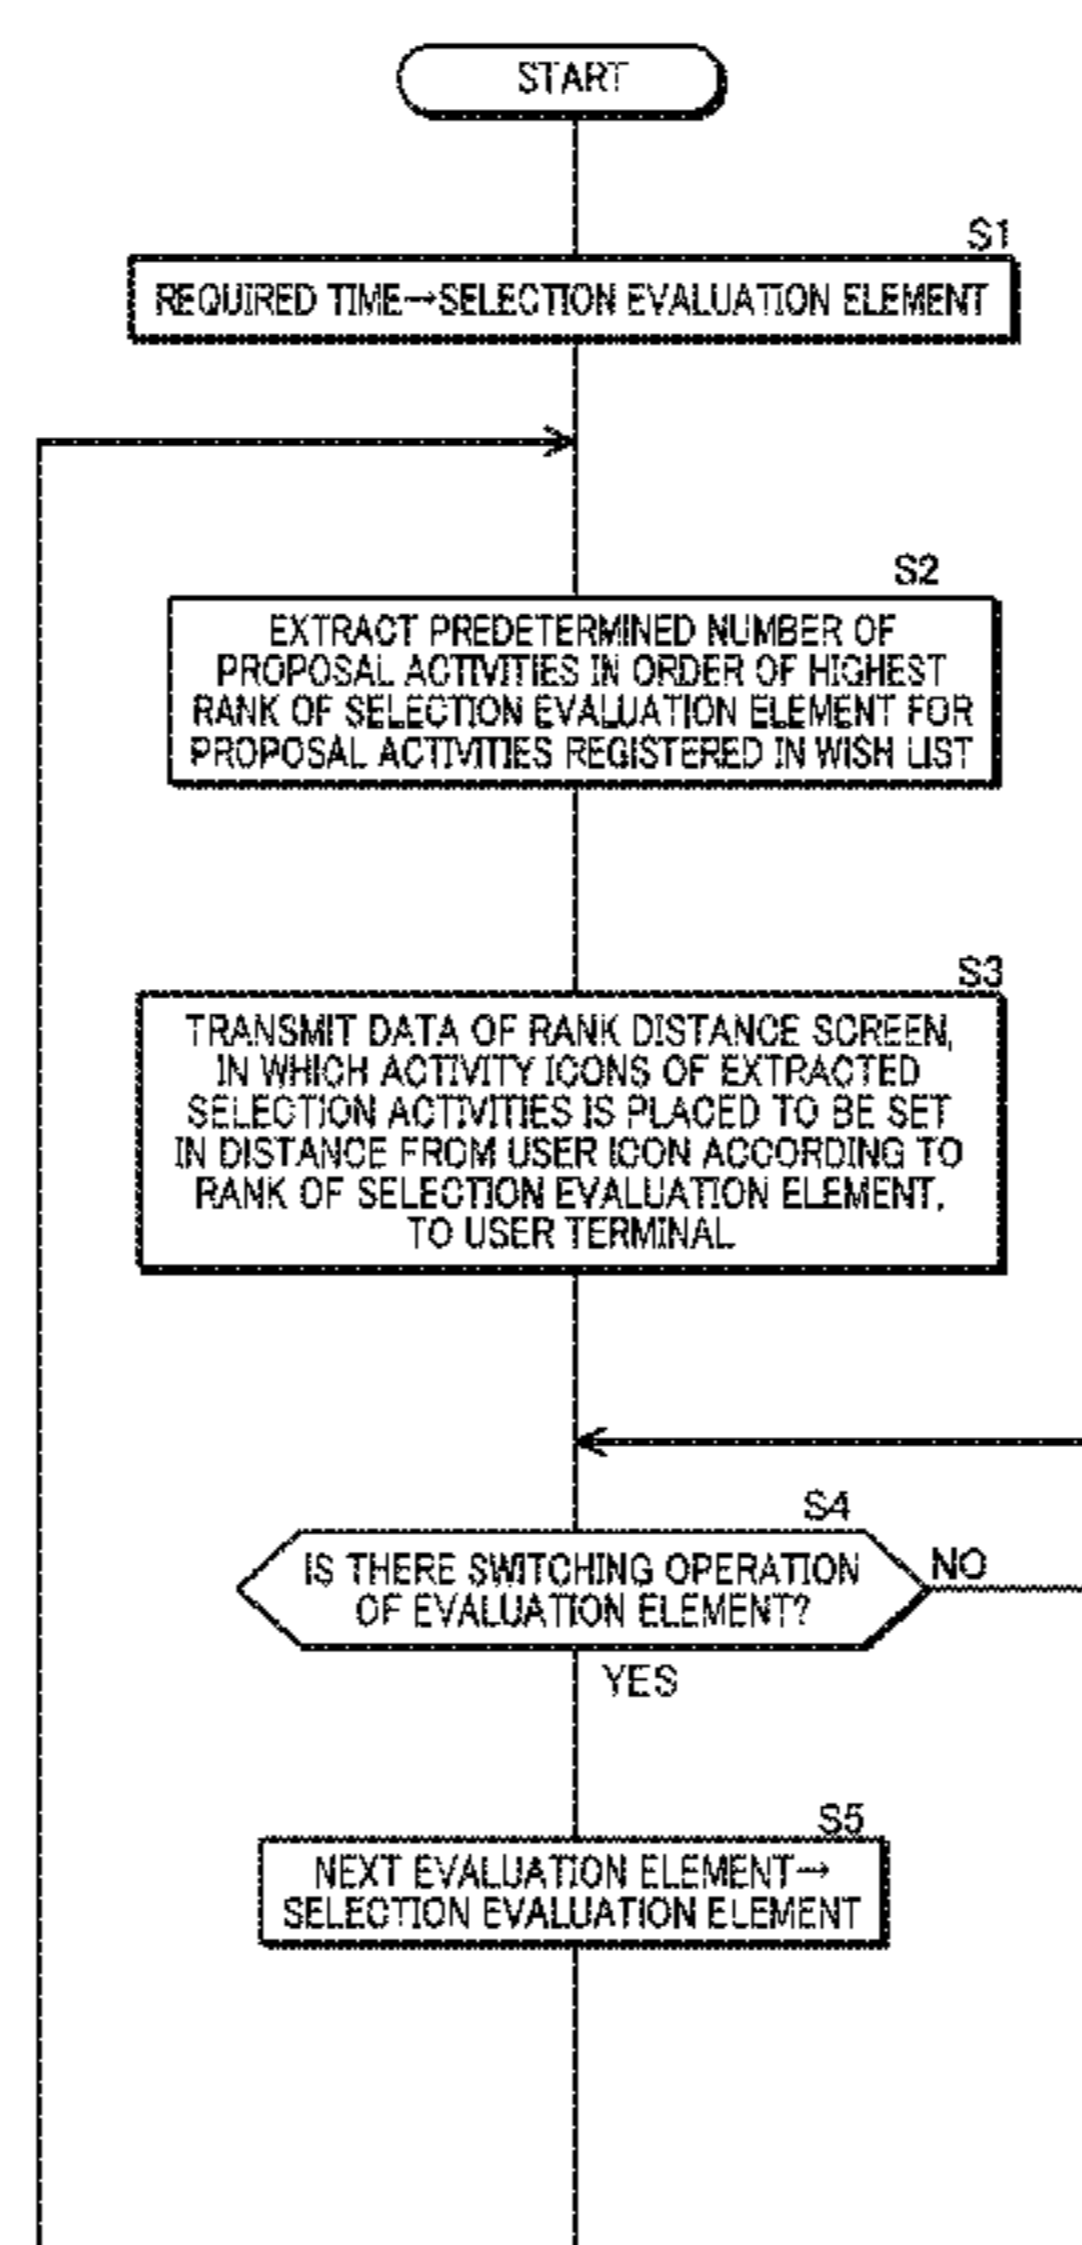 START
S1
REQUIRED TIME→SELECTION EVALUATION ELEMENT
S2
EXTRACT PREDETERMINED NUMBER OF
PROPOSAL ACTIVITIES IN ORDER OF HIGHEST
RANK OF SELECTION EVALUATION ELEMENT FOR
PROPOSAL ACTIVITIES REGISTERED IN WISH LIST
S3
TRANSMIT DATA OF RANK DISTANCE SCREEN,
IN WHICH ACTIVITY ICONS OF EXTRACTED
SELECTION ACTIVITIES IS PLACED TO BE SET
IN DISTANCE FROM USER ICON ACCORDING TO
RANK OF SELECTION EVALUATION ELEMENT,
TO USER TERMINAL
S4
IS THERE SWITCHING OPERATION
OF EVALUATION ELEMENT?
NO
YES
S5
NEXT EVALUATION ELEMENT→
SELECTION EVALUATION ELEMENT